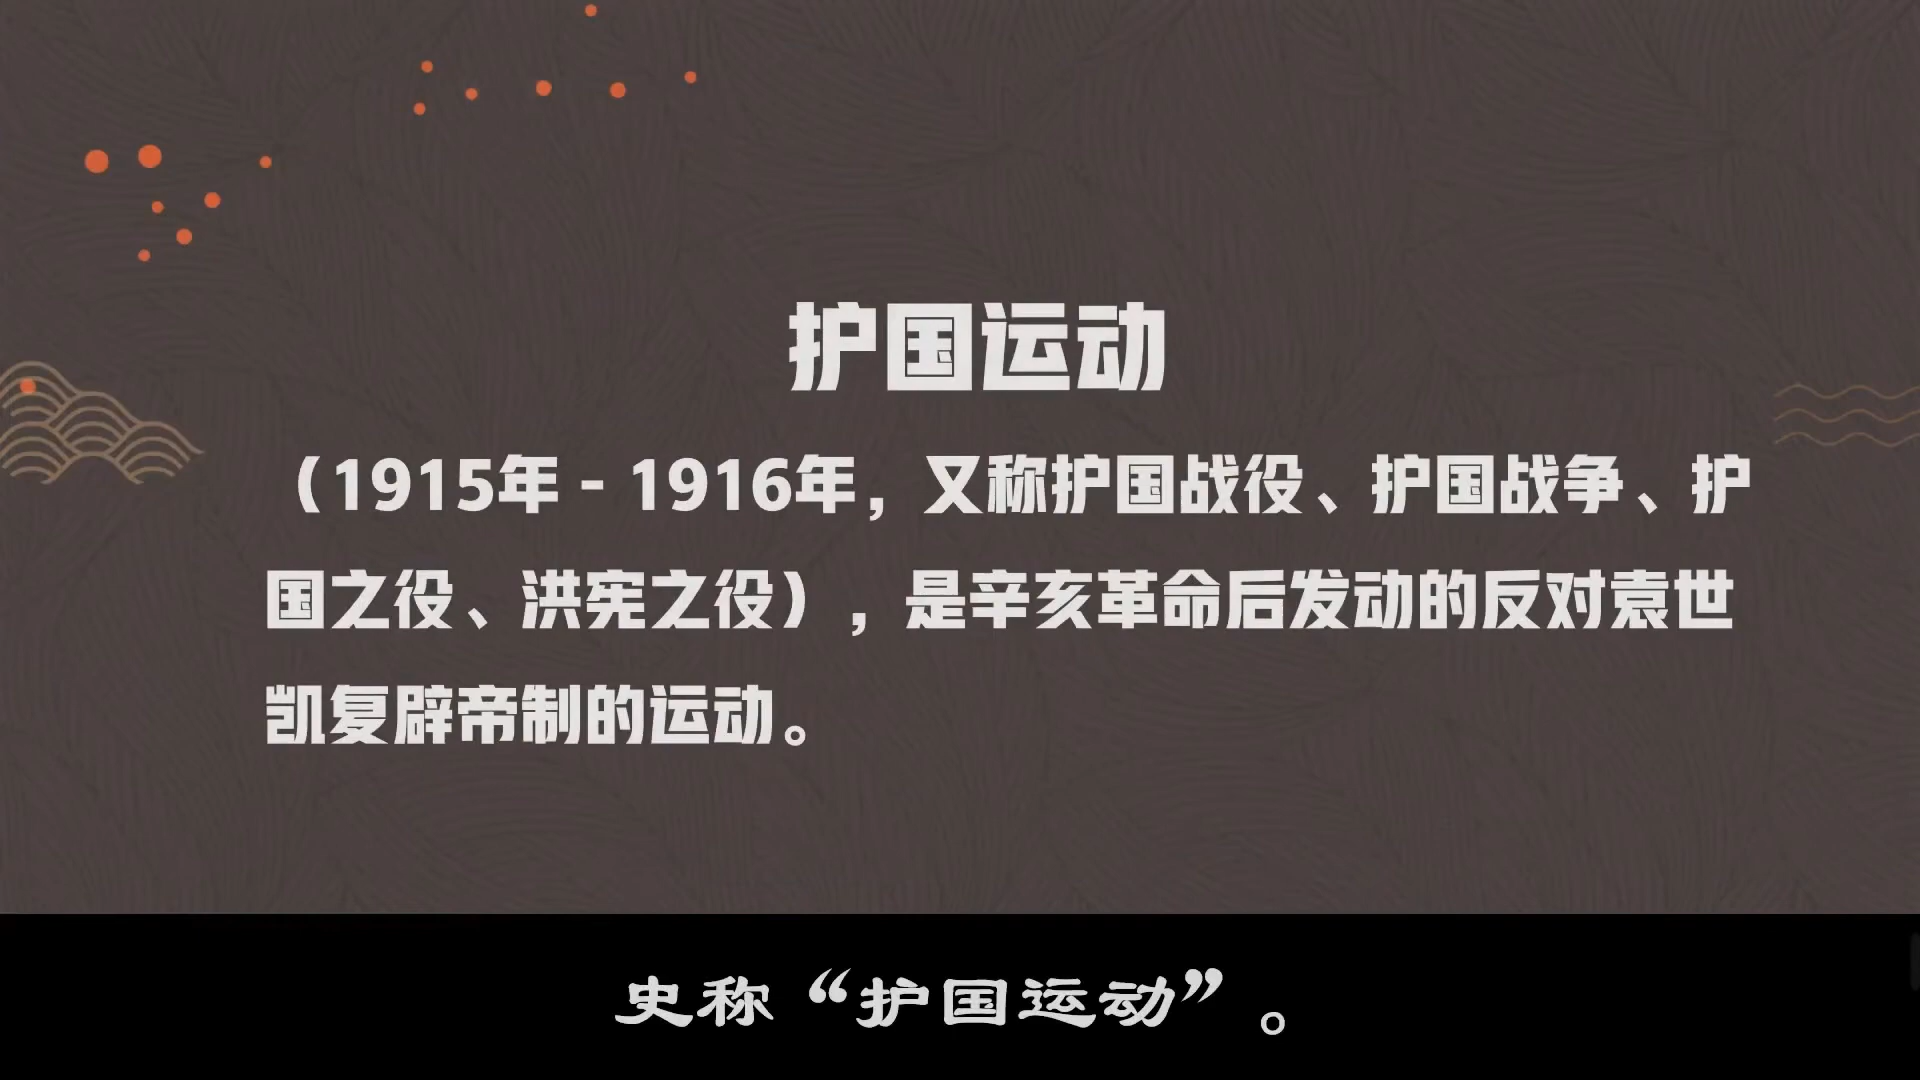 护国运动
（1915年 - 1916年，又称护国战役、护国战争、护
国之役、洪宪之役），是辛亥革命后发动的反对袁世
凯复辟帝制的运动。
史称“护国运动”。